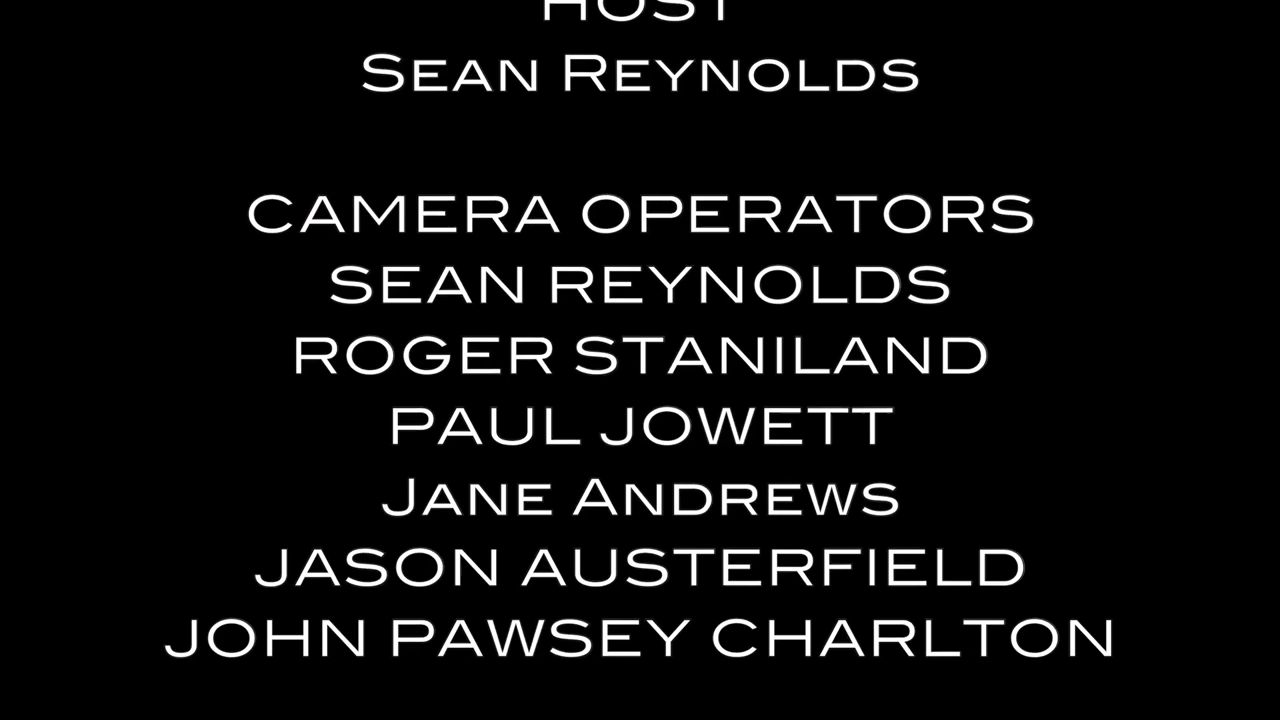 HOST
SEAN REYNOLDS
CAMERA OPERATORS
SEAN REYNOLDS
ROGER STANILAND
PAUL JOWETT
JANE ANDREWS
JASON AUSTERFIELD
JOHN PAWSEY CHARLTON